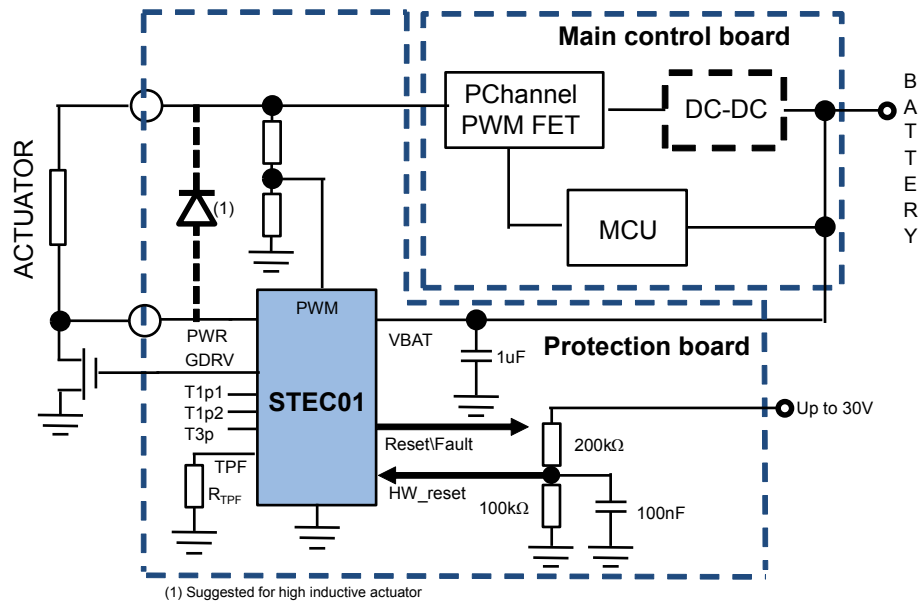 Main control board
PChannel
PWM FET
DC-DC
BATTERY
MCU
ACTUATOR
(1)
PWM
PWR
VBAT
GDRV
1uF
Protection board
STEC01
T1p1
T1p2
T3p
TPF
R_TPF
Reset\Fault
HW_reset
Up to 30V
200kΩ
100kΩ
100nF
(1) Suggested for high inductive actuator